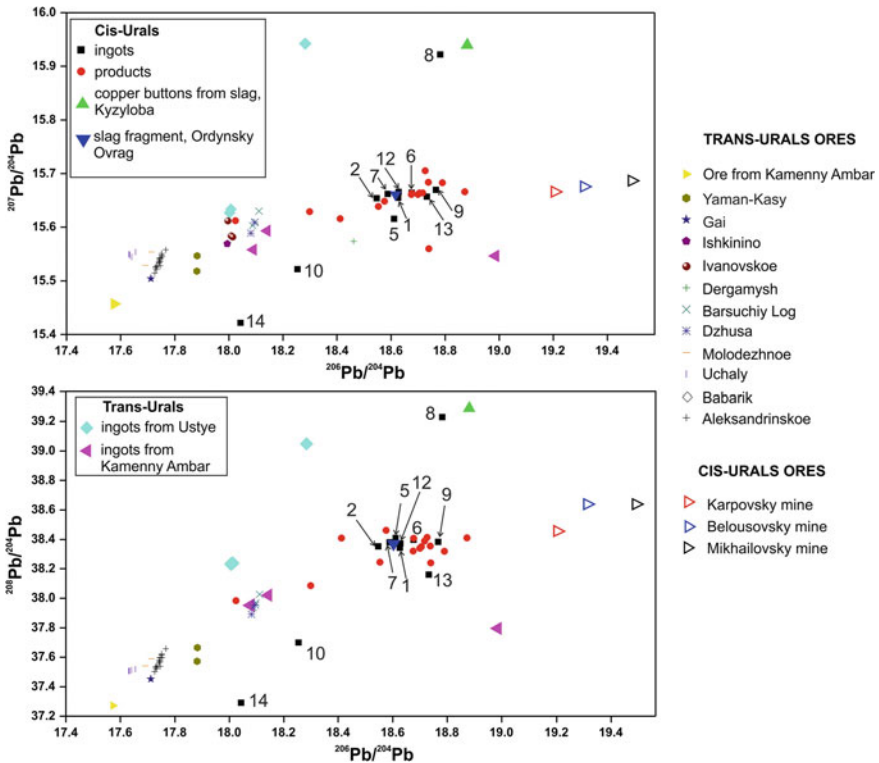 Cis-Urals
ingots
products
copper buttons from slag,
Kyzyloba
slag fragment, Ordynsky
Ovrag
16.0
15.9
15.8
15.7
15.6
15.5
15.4
207Pb/204Pb
8
12
6
7
2
5
1
13
9
10
14
17.4 17.6 17.8 18.0 18.2 18.4 18.6 18.8 19.0 19.2 19.4
206Pb/204Pb
39.4
39.2
39.0
38.8
38.6
38.4
38.2
38.0
37.8
37.6
37.4
37.2
208Pb/204Pb
Trans-Urals
ingots from Ustye
ingots from
Kamenny Ambar
8
12
5
9
2
6
7
1
13
10
14
17.4 17.6 17.8 18.0 18.2 18.4 18.6 18.8 19.0 19.2 19.4
206Pb/204Pb
TRANS-URALS ORES
Ore from Kamenny Ambar
Yaman-Kasy
Gai
Ishkinino
Ivanovskoe
Dergamysh
Barsuchiy Log
Dzhusa
Molodezhnoe
Uchaly
Babarik
Aleksandrinskoe
CIS-URALS ORES
Karpovsky mine
Belousovsky mine
Mikhailovsky mine